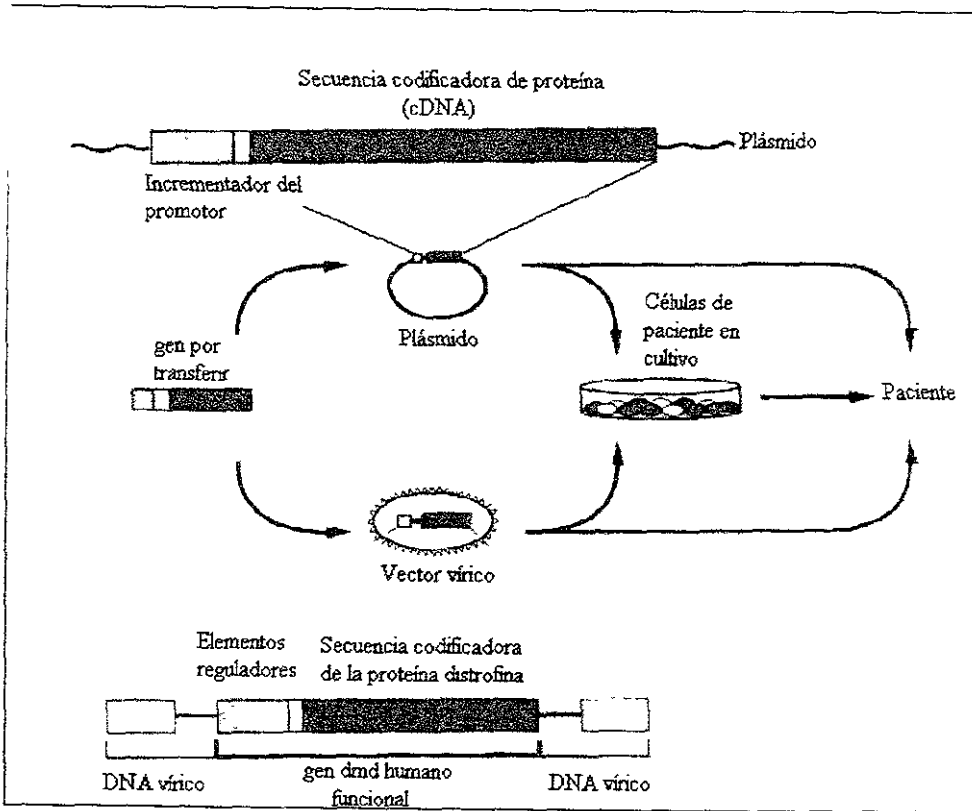 Secuencia codificadora de proteína
(cDNA)
Plásmido
Incrementador del
promotor
gen por
transferir
Plásmido
Células de
paciente en
cultivo
Paciente
Vector vírico
Elementos
reguladores
Secuencia codificadora
de la proteína distrofina
DNA vírico
gen dmd humano
funcional
DNA vírico